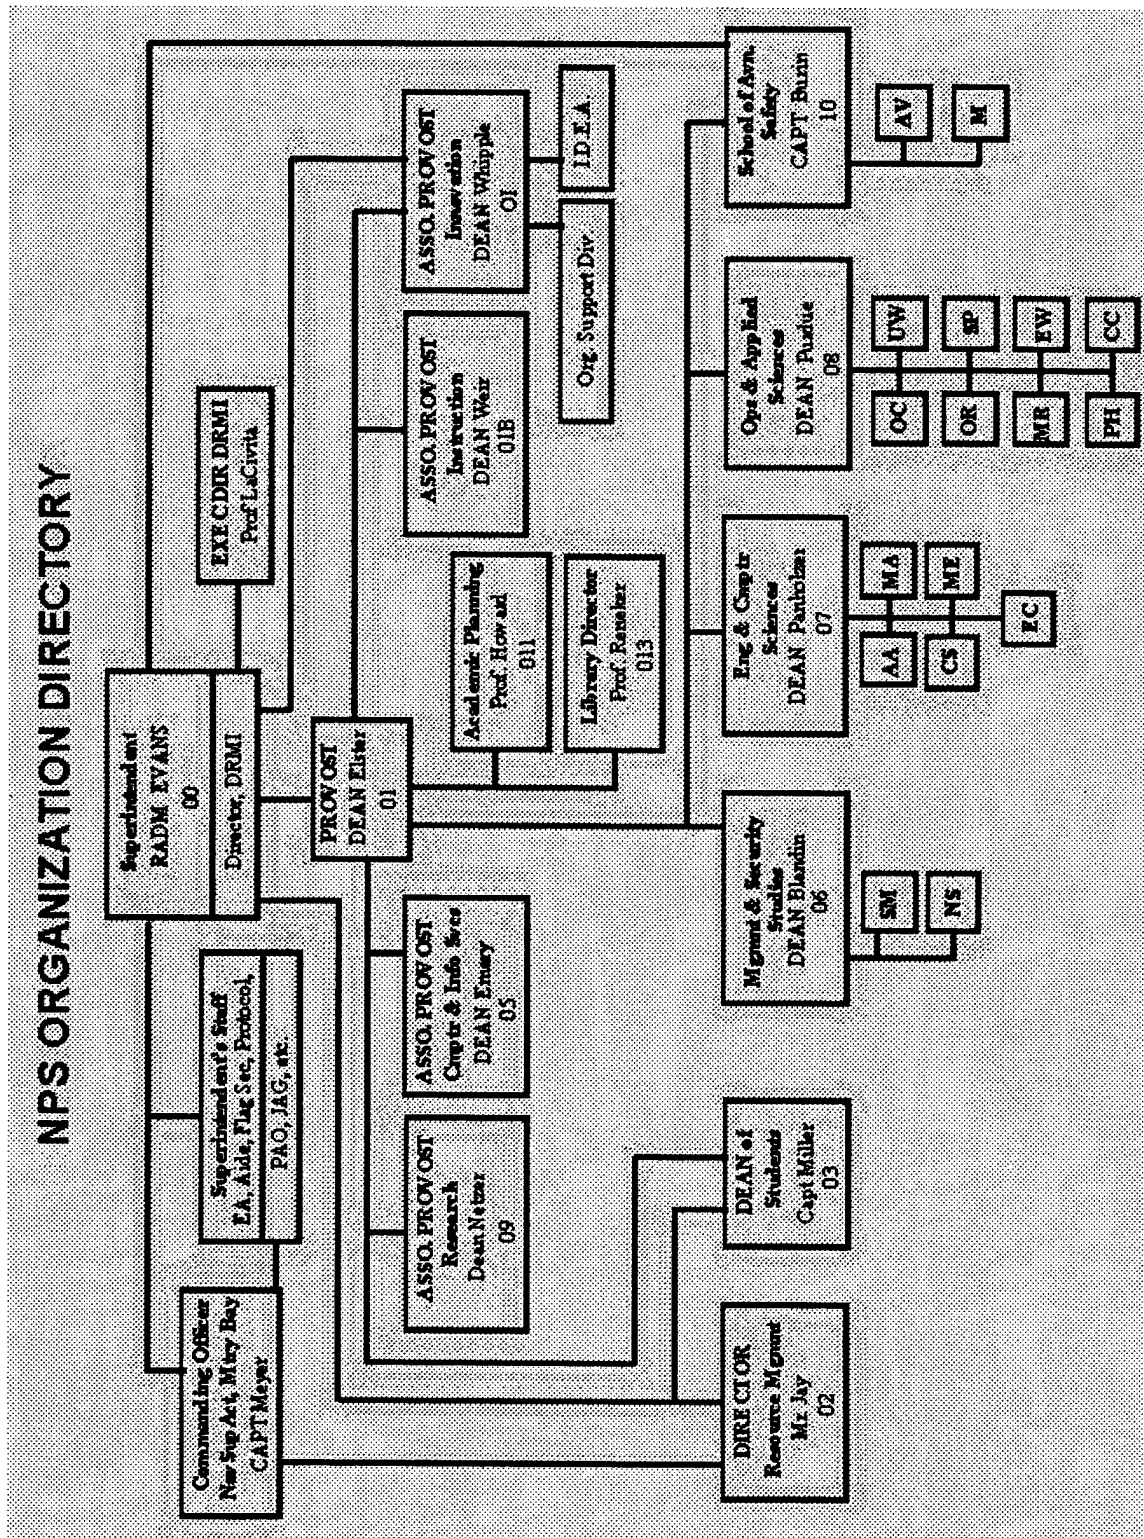 NPS ORGANIZATION DIRECTORY
Superintendent
RADM EVANS
00
Director, DRMI
EXEC DIR DRMI
Prof LaCivita
Superintendent's Staff
EA, Aide, Flag Sec, Protocol,
PAO, JAG, etc.
Commanding Officer
Nav Sup Act, Mtry Bay
CAPT Meyer
PROVOST
DEAN Elster
01
ASSO. PROVOST
Research
Dean Netzer
09
ASSO. PROVOST
Cmptr & Info Svcs
DEAN Emery
05
ASSO. PROVOST
Instruction
DEAN Weir
01B
ASSO. PROVOST
Innovation
DEAN Whipple
OI
Academic Planning
Prof. Howard
011
Library Director
Prof. Reneker
013
Org. Support Div.
I.D.E.A.
DIRECTOR
Resource Mgmnt
Mr Jay
02
DEAN of
Students
Capt Miller
03
Mgmnt & Security
Studies
DEAN Blandin
06
Eng & Cmptr
Sciences
DEAN Panholzer
07
Ops & Applied
Sciences
DEAN Purdue
08
School of Avn.
Safety
CAPT Burin
10
SM
NS
AA
MA
CS
ME
EC
OC
UW
OR
SP
MR
EW
PH
CC
AV
M